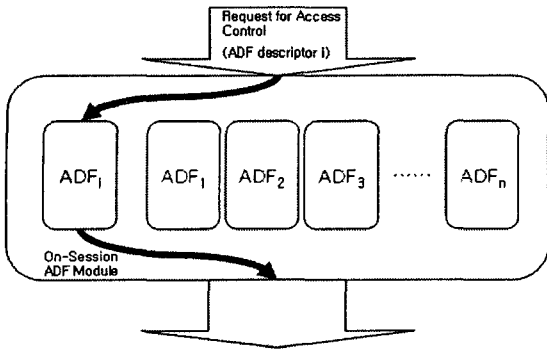 Request for Access
Control
(ADF descriptor i)
ADFi ADF1 ADF2 ADF3 ...... ADFn
On-Session
ADF Module